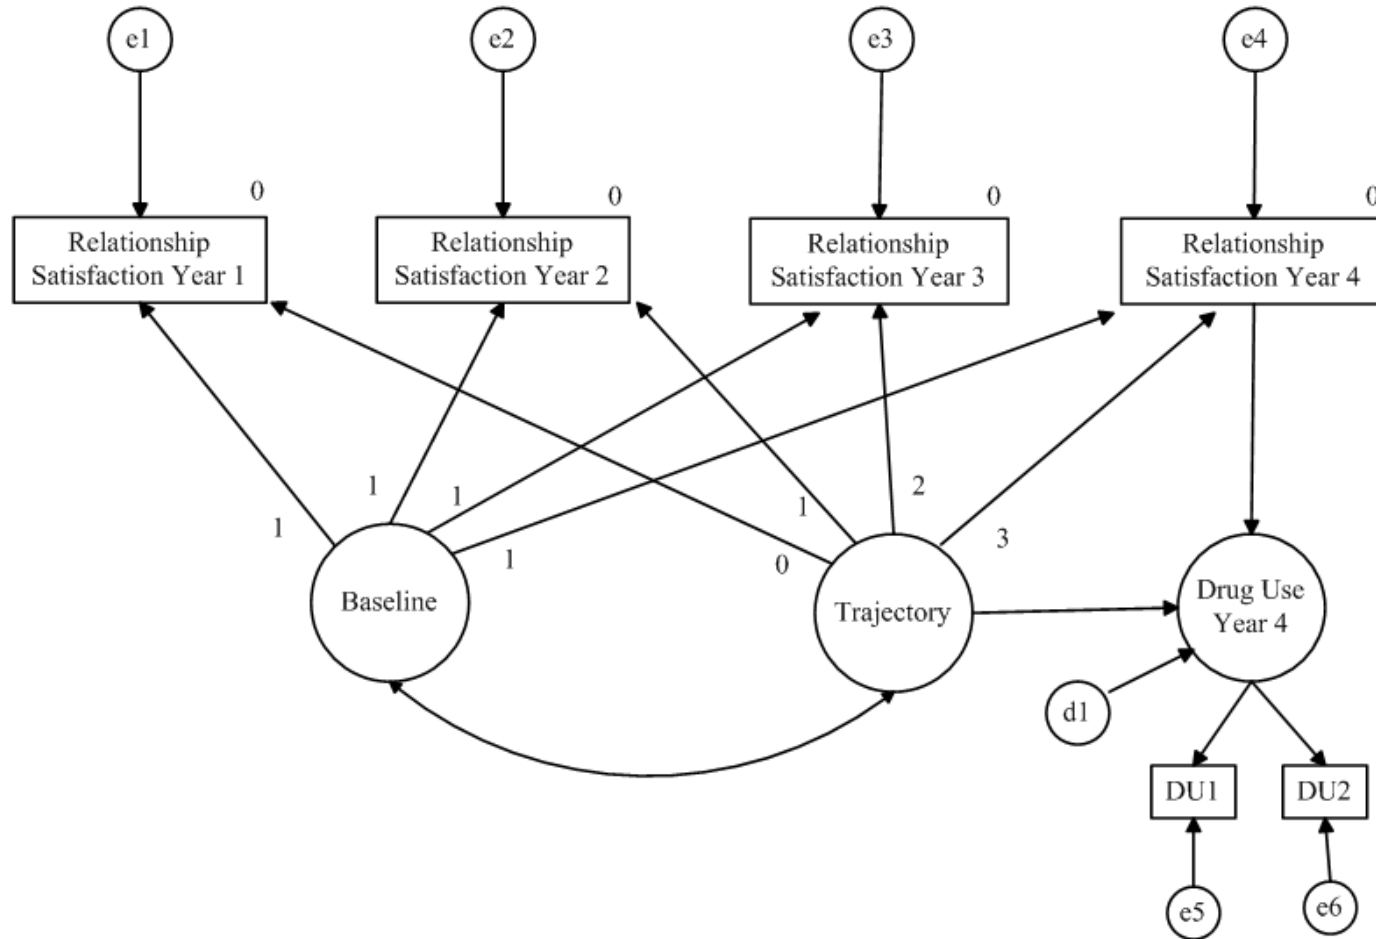 e1
e2
e3
e4
0
0
0
0
Relationship
Satisfaction Year 1
Relationship
Satisfaction Year 2
Relationship
Satisfaction Year 3
Relationship
Satisfaction Year 4
1
1
1
1
0
1
2
3
Baseline
Trajectory
Drug Use
Year 4
d1
DU1
DU2
e5
e6